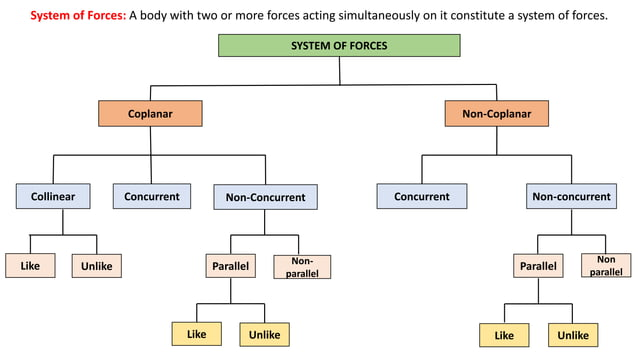 System of Forces: A body with two or more forces acting simultaneously on it constitute a system of forces.
SYSTEM OF FORCES
Coplanar
Non-Coplanar
Collinear
Concurrent
Non-Concurrent
Concurrent
Non-concurrent
Like
Unlike
Parallel
Non-
parallel
Parallel
Non
parallel
Like
Unlike
Like
Unlike